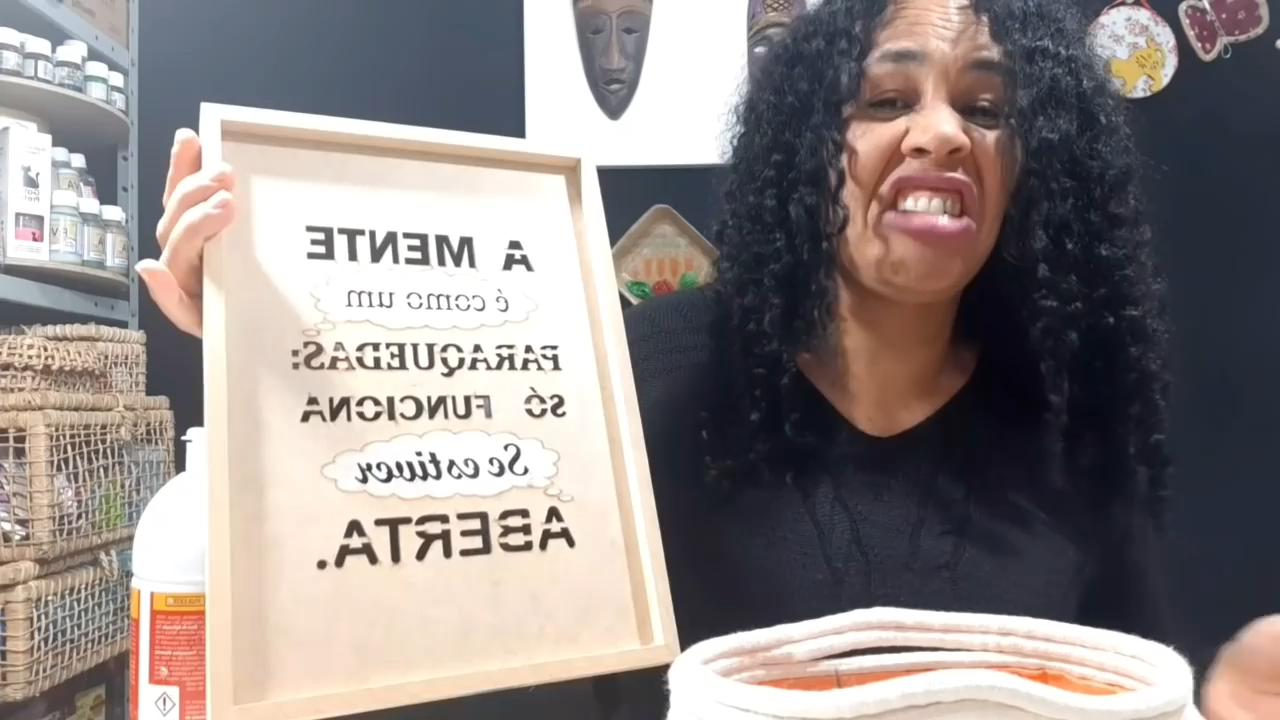 A MENTE
é como um
PARAQUEDAS:
SÓ FUNCIONA
Se estiver
ABERTA.